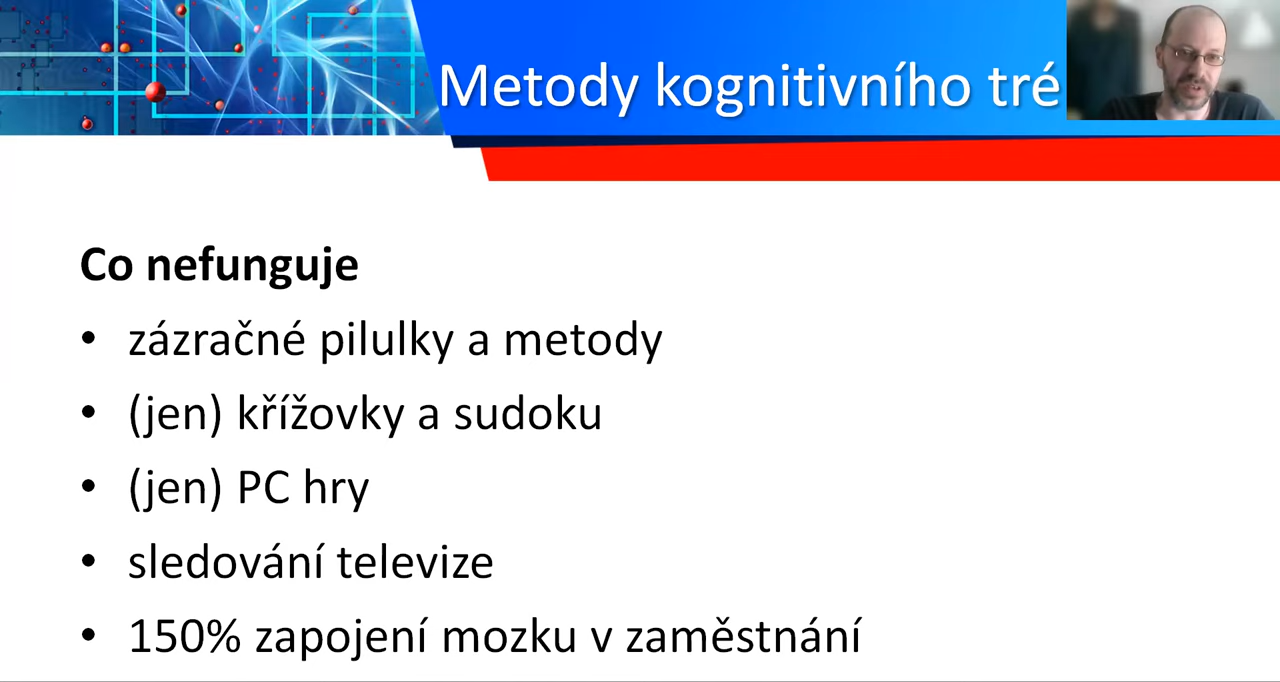 Metody kognitivního tré
Co nefunguje
• zázračné pilulky a metody
• (jen) křížovky a sudoku
• (jen) PC hry
• sledování televize
• 150% zapojení mozku v zaměstnání